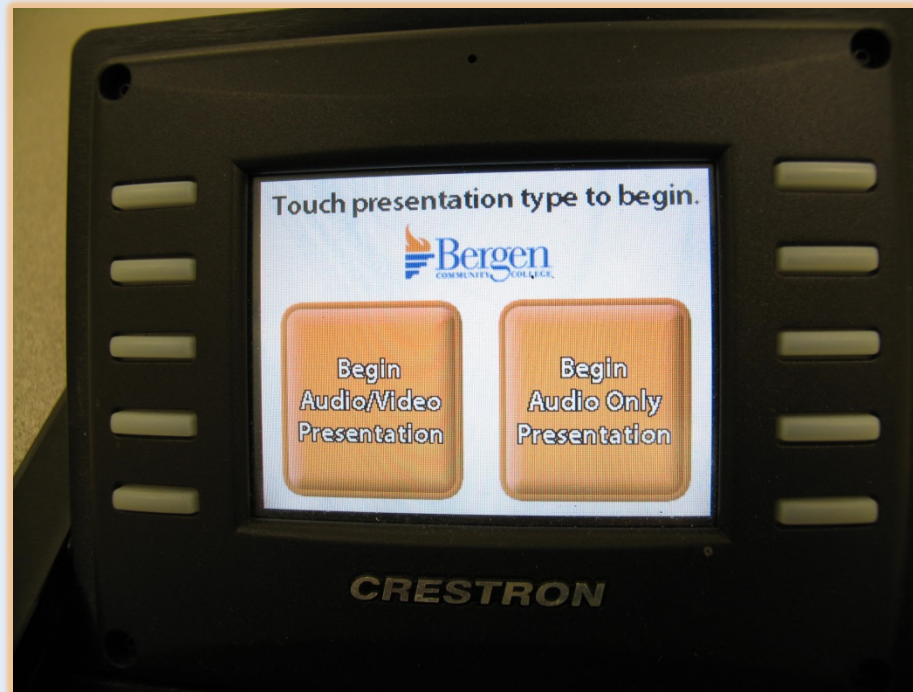 Touch presentation type to begin.
Bergen
COMMUNITY COLLEGE
Begin
Audio/Video
Presentation
Begin
Audio Only
Presentation
CRESTRON